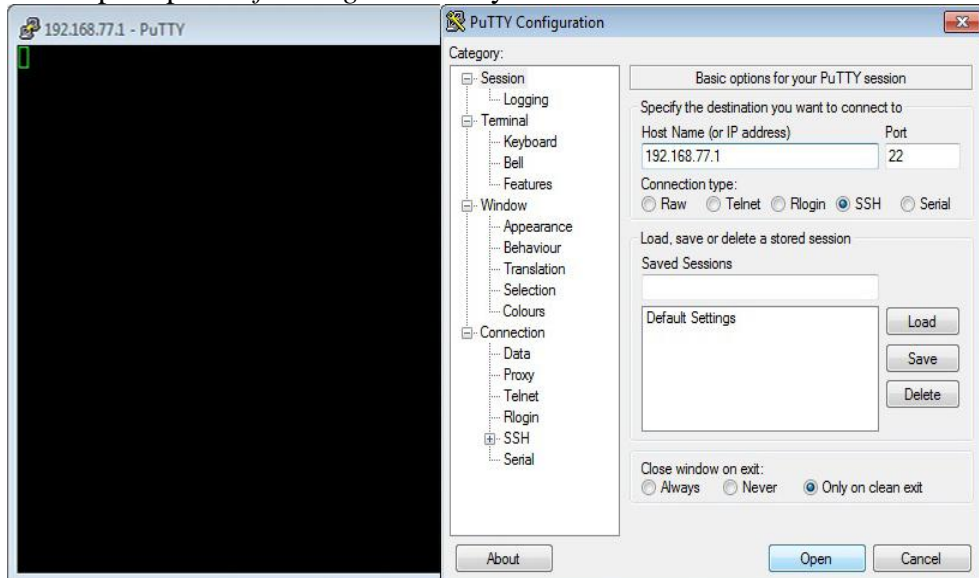 192.168.77.1 - PuTTY
PuTTY Configuration
Category:
Session
Logging
Terminal
Keyboard
Bell
Features
Window
Appearance
Behaviour
Translation
Selection
Colours
Connection
Data
Proxy
Telnet
Rlogin
SSH
Serial
Basic options for your PuTTY session
Specify the destination you want to connect to
Host Name (or IP address) Port
192.168.77.1 22
Connection type:
Raw Telnet Rlogin SSH Serial
Load, save or delete a stored session
Saved Sessions
Default Settings
Load
Save
Delete
Close window on exit:
Always Never Only on clean exit
About Open Cancel